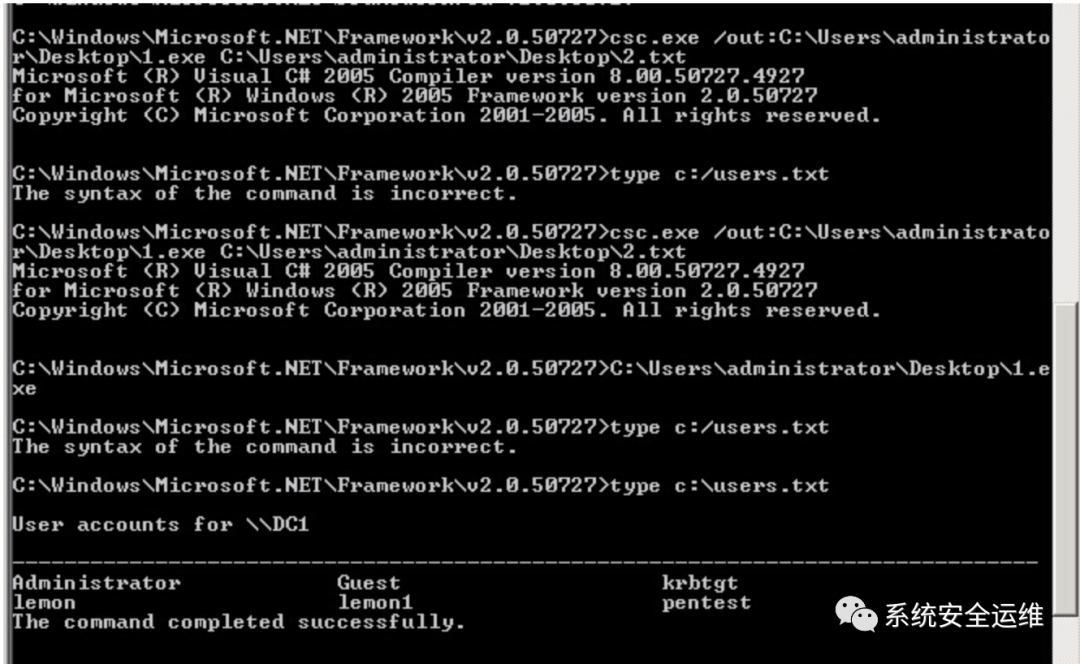 C:\Windows\Microsoft.NET\Framework\v2.0.50727>csc.exe /out:C:\Users\administrato
r\Desktop\1.exe C:\Users\administrator\Desktop\2.txt
Microsoft (R) Visual C# 2005 Compiler version 8.00.50727.4927
for Microsoft (R) Windows (R) 2005 Framework version 2.0.50727
Copyright (C) Microsoft Corporation 2001-2005. All rights reserved.
C:\Windows\Microsoft.NET\Framework\v2.0.50727>type c:/users.txt
The syntax of the command is incorrect.
C:\Windows\Microsoft.NET\Framework\v2.0.50727>csc.exe /out:C:\Users\administrato
r\Desktop\1.exe C:\Users\administrator\Desktop\2.txt
Microsoft (R) Visual C# 2005 Compiler version 8.00.50727.4927
for Microsoft (R) Windows (R) 2005 Framework version 2.0.50727
Copyright (C) Microsoft Corporation 2001-2005. All rights reserved.
C:\Windows\Microsoft.NET\Framework\v2.0.50727>C:\Users\administrator\Desktop\1.e
xe
C:\Windows\Microsoft.NET\Framework\v2.0.50727>type c:/users.txt
The syntax of the command is incorrect.
C:\Windows\Microsoft.NET\Framework\v2.0.50727>type c:\users.txt
User accounts for \\DC1
-------------------------------------------------------------------------------
Administrator Guest krbtgt
lemon lemon1 pentest
The command completed successfully.
系统安全运维